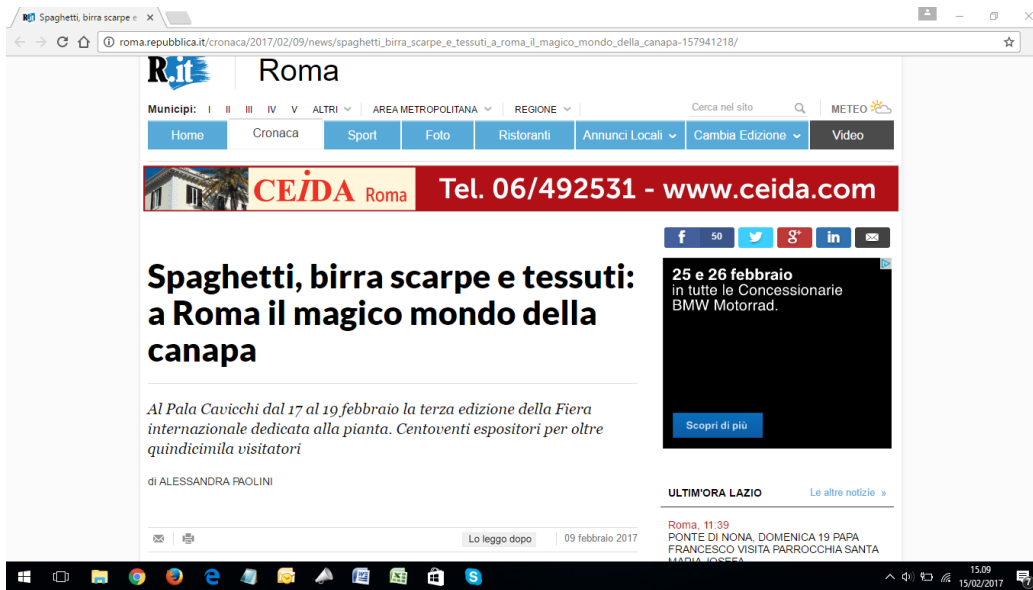 Spaghetti, birra scarpe e
roma.repubblica.it/cronaca/2017/02/09/news/spaghetti_birra_scarpe_e_tessuti_a_roma_il_magico_mondo_della_canapa-157941218/
R.it Roma
Municipi: I II III IV V ALTRI AREA METROPOLITANA REGIONE Cerca nel sito METEO
Home Cronaca Sport Foto Ristoranti Annunci Locali Cambia Edizione Video
CEIDA Roma Tel. 06/492531 - www.ceida.com
f 50 g+ in
Spaghetti, birra scarpe e tessuti:
a Roma il magico mondo della
canapa
Al Pala Cavicchi dal 17 al 19 febbraio la terza edizione della Fiera
internazionale dedicata alla pianta. Centoventi espositori per oltre
quindicimila visitatori
di ALESSANDRA PAOLINI
Lo leggo dopo 09 febbraio 2017
25 e 26 febbraio
in tutte le Concessionarie
BMW Motorrad.
Scopri di più
ULTIM'ORA LAZIO Le altre notizie »
Roma, 11:39
PONTE DI NONA, DOMENICA 19 PAPA
FRANCESCO VISITA PARROCCHIA SANTA
MARIA JOSEFA
15.09
15/02/2017